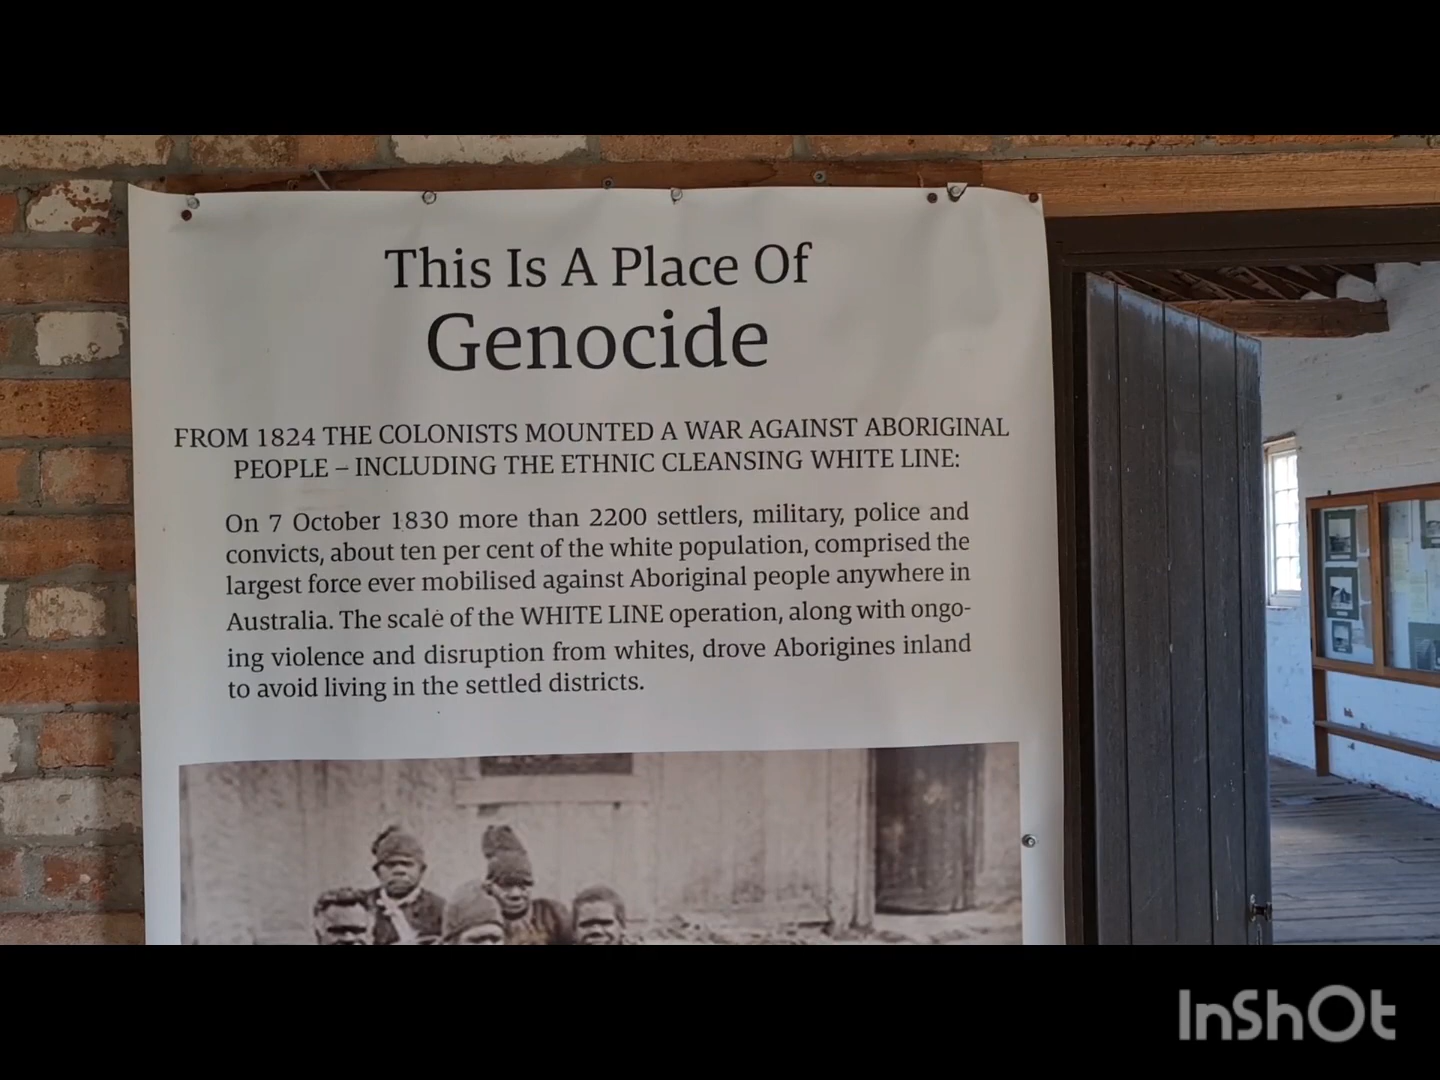 This Is A Place Of
Genocide
FROM 1824 THE COLONISTS MOUNTED A WAR AGAINST ABORIGINAL
PEOPLE – INCLUDING THE ETHNIC CLEANSING WHITE LINE:
On 7 October 1830 more than 2200 settlers, military, police and
convicts, about ten per cent of the white population, comprised the
largest force ever mobilised against Aboriginal people anywhere in
Australia. The scale of the WHITE LINE operation, along with ongo-
ing violence and disruption from whites, drove Aborigines inland
to avoid living in the settled districts.
InShOt